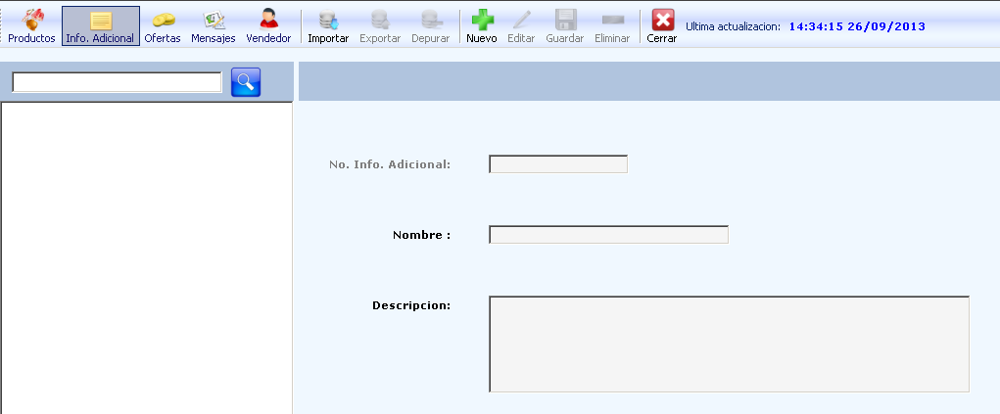 Productos Info. Adicional Ofertas Mensajes Vendedor Importar Exportar Depurar Nuevo Editar Guardar Eliminar Cerrar Ultima actualizacion: 14:34:15 26/09/2013
No. Info. Adicional:
Nombre :
Descripcion: